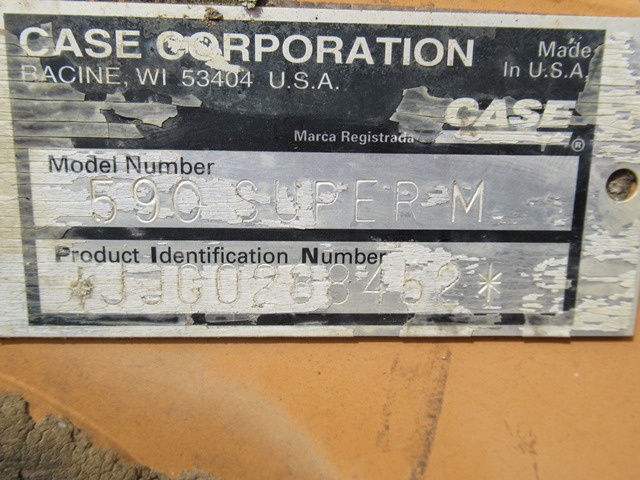 CASE CORPORATION
RACINE, WI 53404 U.S.A.
Made
In U.S.A.
CASE
Marca Registrada
®
Model Number
590 SUPER M
Product Identification Number
*JJG0288452*